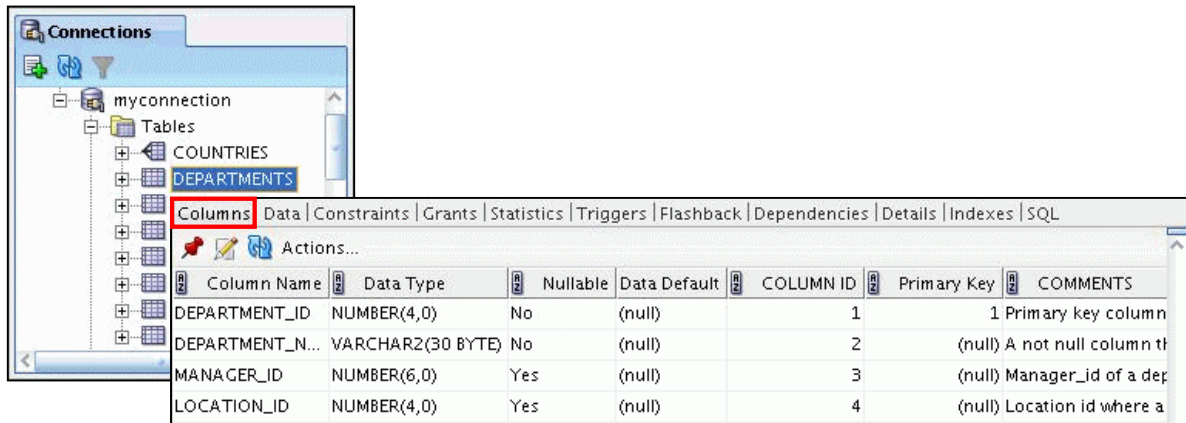 Connections
myconnection
Tables
COUNTRIES
DEPARTMENTS
Columns Data | Constraints | Grants | Statistics | Triggers | Flashback | Dependencies | Details | Indexes | SQL
Actions...
Column Name Data Type Nullable Data Default COLUMN ID Primary Key COMMENTS
DEPARTMENT_ID NUMBER(4,0) No (null) 1 1 Primary key column
DEPARTMENT_N... VARCHAR2(30 BYTE) No (null) 2 (null) A not null column th
MANAGER_ID NUMBER(6,0) Yes (null) 3 (null) Manager_id of a dep
LOCATION_ID NUMBER(4,0) Yes (null) 4 (null) Location id where a